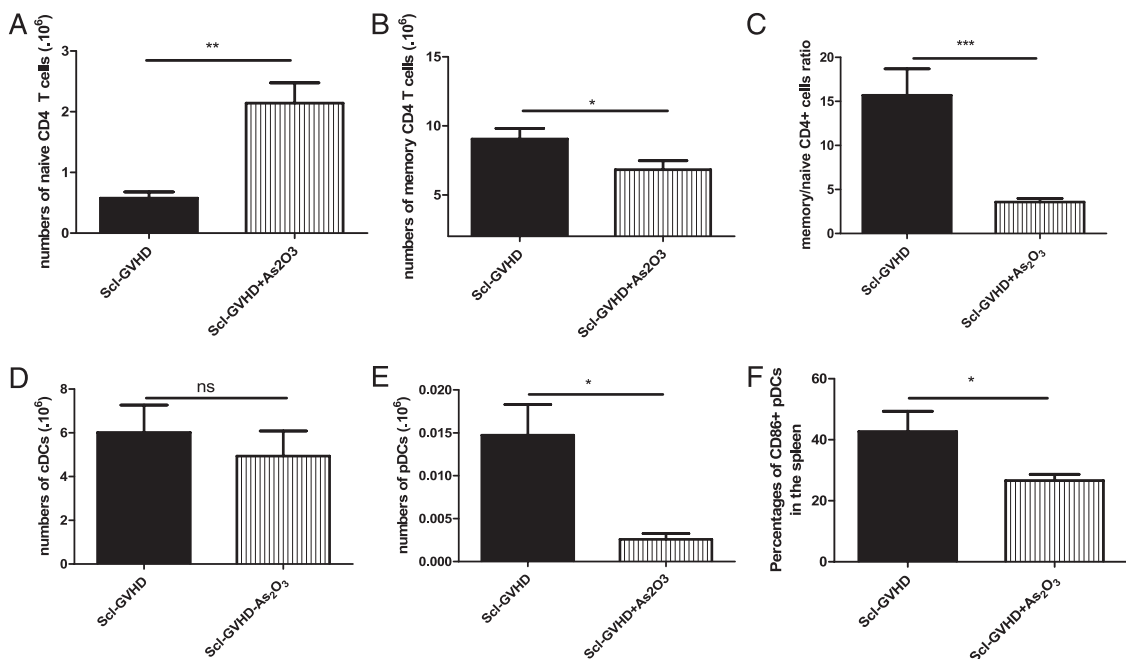 A
numbers of naive CD4 T cells (.10⁶)
3
2
1
0
**
Scl-GVHD
Scl-GVHD+As2O3
B
numbers of memory CD4 T cells (.10⁶)
15
10
5
*
Scl-GVHD
Scl-GVHD+As2O3
C
memory/naive CD4+ cells ratio
20
15
10
5
0
***
Scl-GVHD
Scl-GVHD+As₂O₃
D
numbers of cDCs (.10⁶)
8
6
4
2
0
ns
Scl-GVHD
Scl-GVHD-As₂O₃
E
numbers of pDCs (.10⁶)
0.020
0.015
0.010
0.005
0.000
*
Scl-GVHD
Scl-GVHD+As2O3
F
Percentages of CD86+ pDCs
in the spleen
60
40
20
0
*
Scl-GVHD
Scl-GVHD+As₂O₃